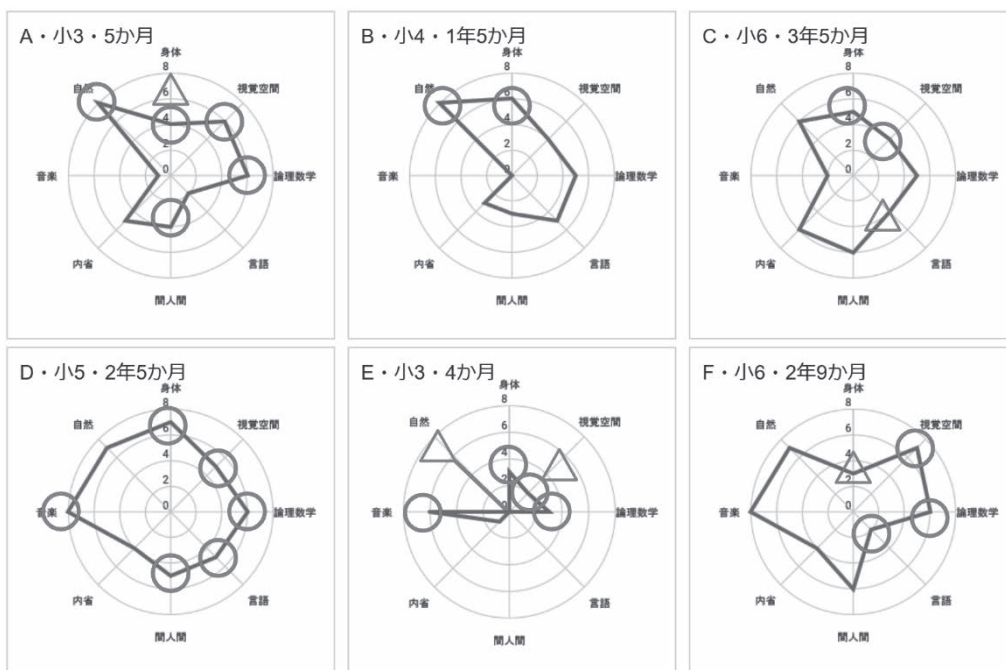 A・小3・5か月
身体
8
6
4
2
0
自然
視覚空間
音楽
論理数学
内省
言語
間人間
B・小4・1年5か月
身体
8
6
4
2
0
自然
視覚空間
音楽
論理数学
内省
言語
間人間
C・小6・3年5か月
身体
8
6
4
2
0
自然
視覚空間
音楽
論理数学
内省
言語
間人間
D・小5・2年5か月
身体
8
6
4
2
0
自然
視覚空間
音楽
論理数学
内省
言語
間人間
E・小3・4か月
身体
8
6
4
2
0
自然
視覚空間
音楽
論理数学
内省
言語
間人間
F・小6・2年9か月
身体
8
6
4
2
0
自然
視覚空間
音楽
論理数学
内省
言語
間人間